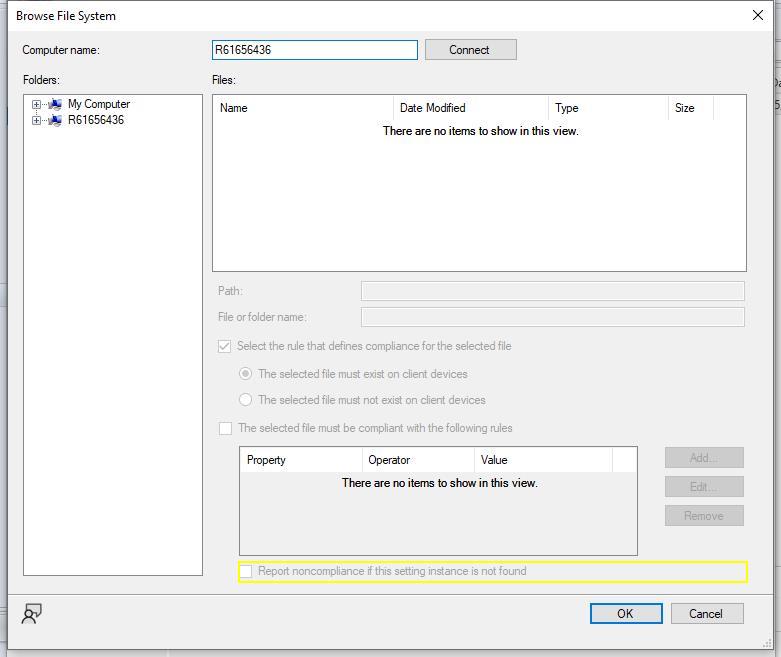 Browse File System
Computer name:
R61656436
Connect
Folders:
Files:
My Computer
R61656436
Name
Date Modified
Type
Size
There are no items to show in this view.
Path:
File or folder name:
Select the rule that defines compliance for the selected file
The selected file must exist on client devices
The selected file must not exist on client devices
The selected file must be compliant with the following rules
Property
Operator
Value
There are no items to show in this view.
Add...
Edit...
Remove
Report noncompliance if this setting instance is not found
OK
Cancel